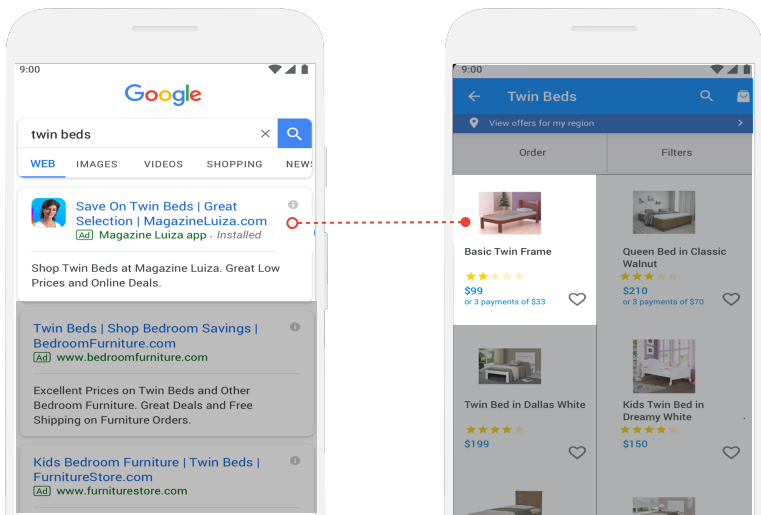 9:00
Google
twin beds
WEB IMAGES VIDEOS SHOPPING NEWS
Save On Twin Beds | Great
Selection | MagazineLuiza.com
Ad Magazine Luiza app - Installed
Shop Twin Beds at Magazine Luiza. Great Low
Prices and Online Deals.
Twin Beds | Shop Bedroom Savings |
BedroomFurniture.com
Ad www.bedroomfurniture.com
Excellent Prices on Twin Beds and Other
Bedroom Furniture. Great Deals and Free
Shipping on Furniture Orders.
Kids Bedroom Furniture | Twin Beds |
FurnitureStore.com
Ad www.furniturestore.com
9:00
Twin Beds
View offers for my region
Order
Filters
Basic Twin Frame
$99
or 3 payments of $33
Queen Bed in Classic
Walnut
$210
or 3 payments of $70
Twin Bed in Dallas White
$199
Kids Twin Bed in
Dreamy White
$150